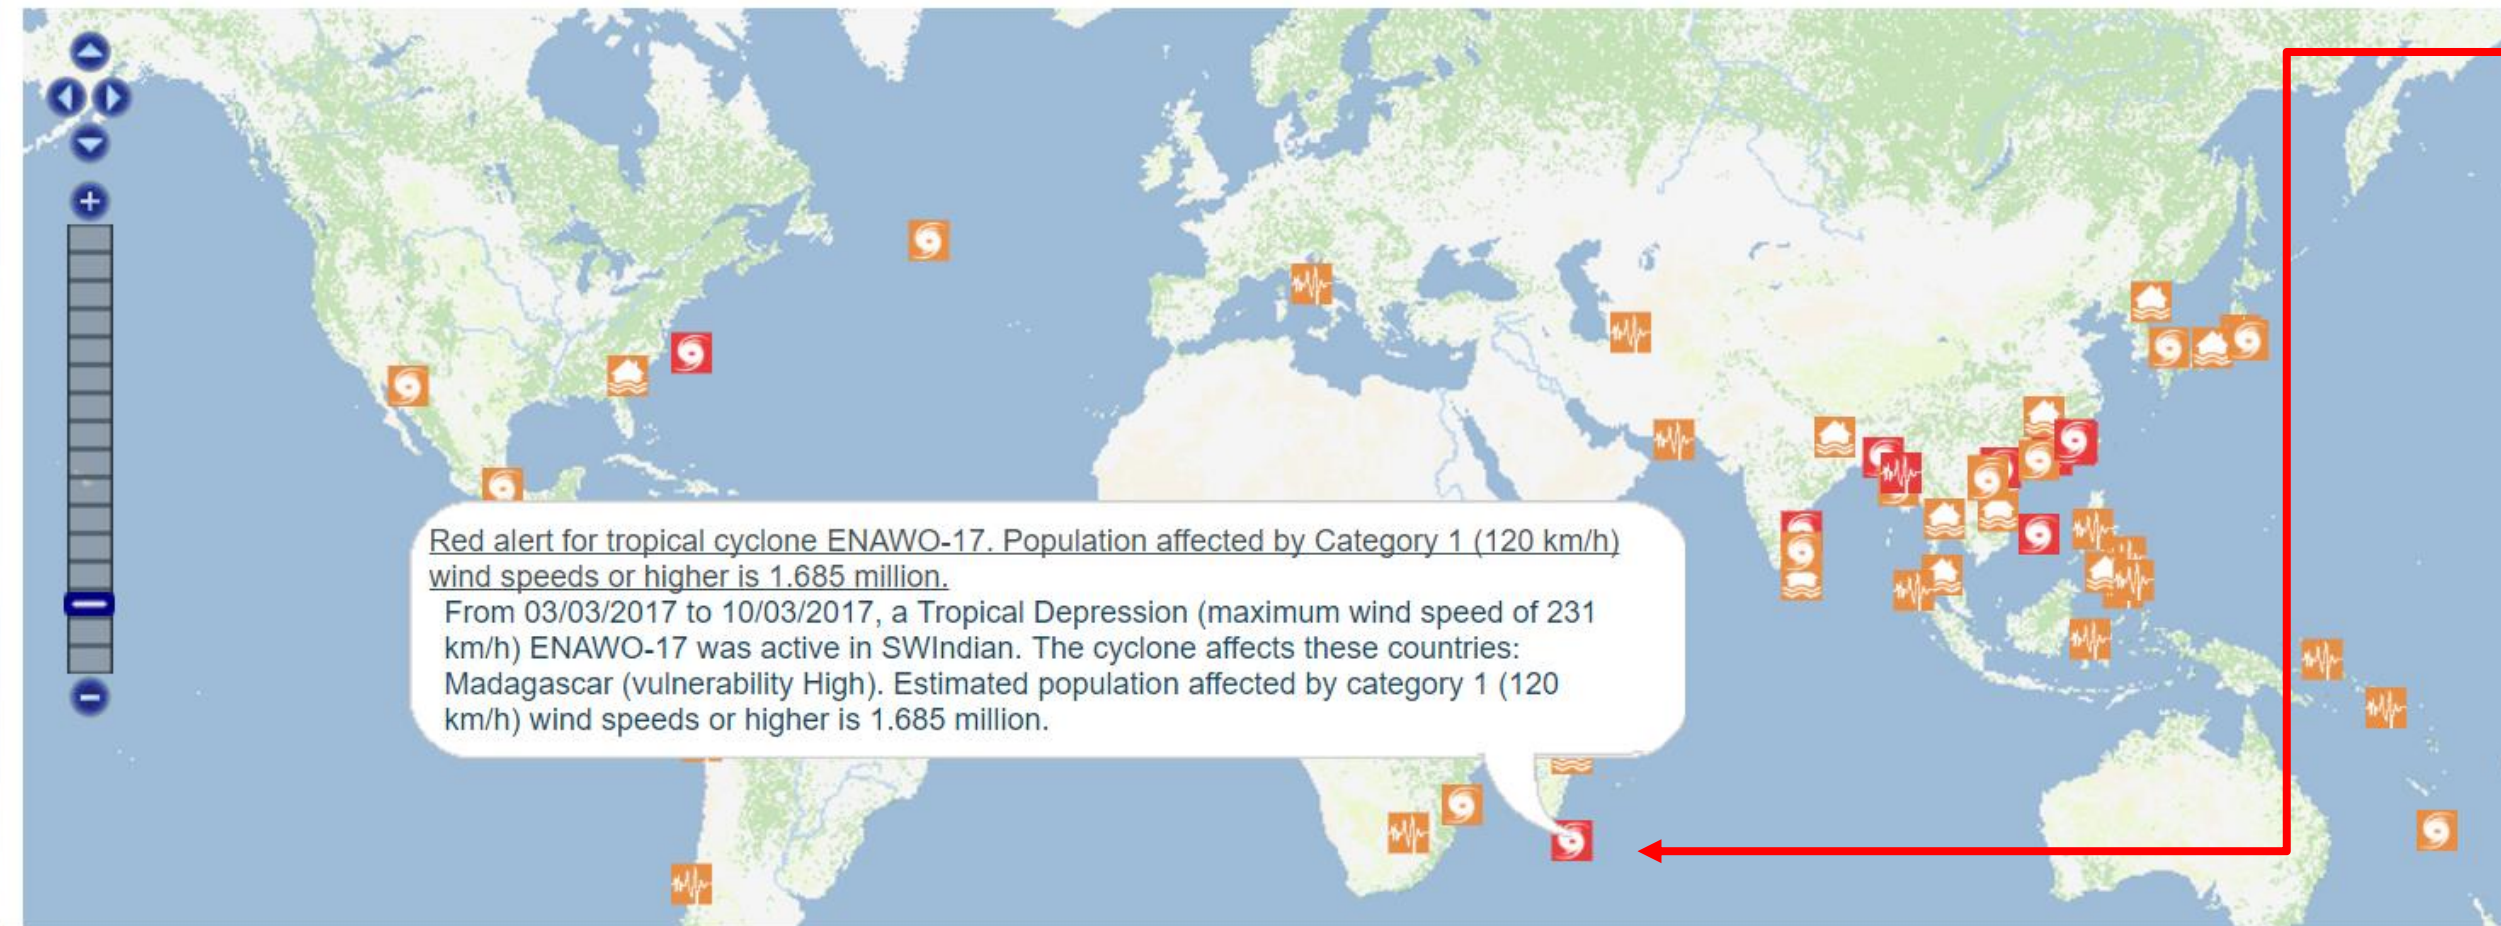 Red alert for tropical cyclone ENAWO-17. Population affected by Category 1 (120 km/h)
wind speeds or higher is 1.685 million.
From 03/03/2017 to 10/03/2017, a Tropical Depression (maximum wind speed of 231
km/h) ENAWO-17 was active in SWIndian. The cyclone affects these countries:
Madagascar (vulnerability High). Estimated population affected by category 1 (120
km/h) wind speeds or higher is 1.685 million.